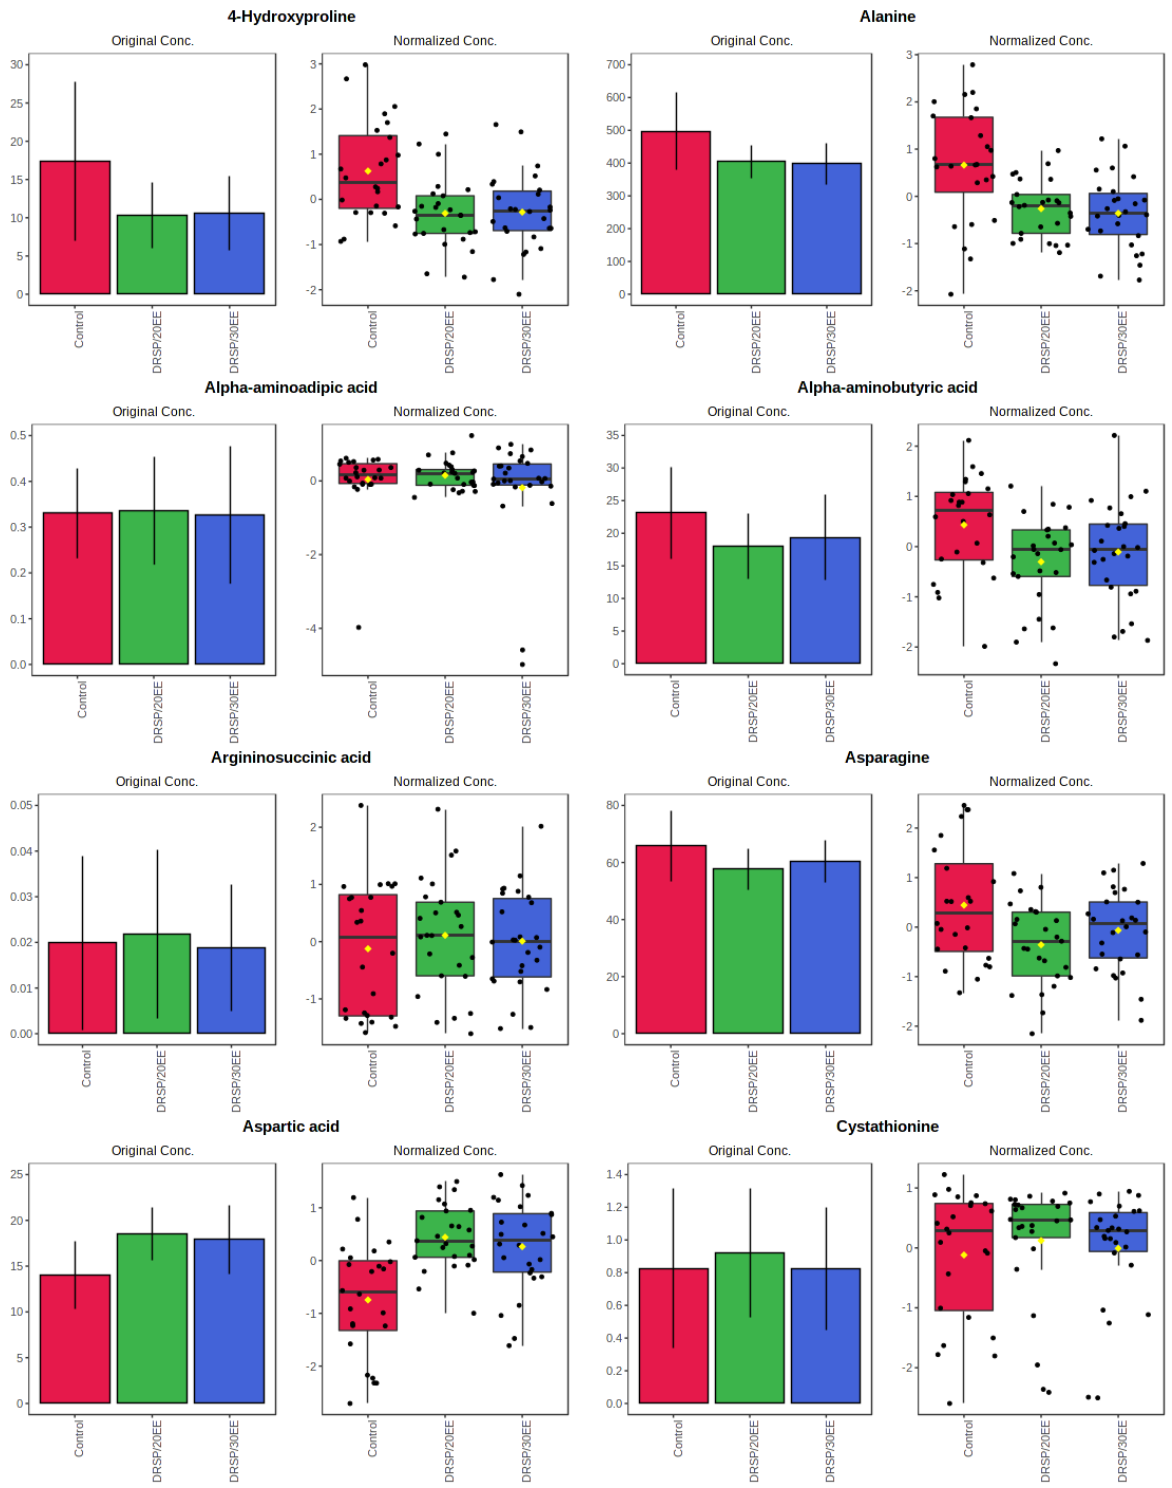 4-Hydroxyproline
Alanine
Original Conc.
Normalized Conc.
Original Conc.
Normalized Conc.
30
25
20
15
10
5
0
3
2
1
0
-1
-2
700
600
500
400
300
200
100
0
3
2
1
0
-1
-2
Control
DRSP/20EE
DRSP/30EE
Control
DRSP/20EE
DRSP/30EE
Control
DRSP/20EE
DRSP/30EE
Control
DRSP/20EE
DRSP/30EE
Alpha-aminoadipic acid
Alpha-aminobutyric acid
Original Conc.
Normalized Conc.
Original Conc.
Normalized Conc.
0.5
0.4
0.3
0.2
0.1
0.0
0
-2
-4
35
30
25
20
15
10
5
0
2
1
0
-1
-2
Control
DRSP/20EE
DRSP/30EE
Control
DRSP/20EE
DRSP/30EE
Control
DRSP/20EE
DRSP/30EE
Control
DRSP/20EE
DRSP/30EE
Argininosuccinic acid
Asparagine
Original Conc.
Normalized Conc.
Original Conc.
Normalized Conc.
0.05
0.04
0.03
0.02
0.01
0.00
2
1
0
-1
80
60
40
20
0
2
1
0
-1
-2
Control
DRSP/20EE
DRSP/30EE
Control
DRSP/20EE
DRSP/30EE
Control
DRSP/20EE
DRSP/30EE
Control
DRSP/20EE
DRSP/30EE
Aspartic acid
Cystathionine
Original Conc.
Normalized Conc.
Original Conc.
Normalized Conc.
25
20
15
10
5
0
1
0
-1
-2
1.4
1.2
1.0
0.8
0.6
0.4
0.2
0.0
1
0
-1
-2
Control
DRSP/20EE
DRSP/30EE
Control
DRSP/20EE
DRSP/30EE
Control
DRSP/20EE
DRSP/30EE
Control
DRSP/20EE
DRSP/30EE